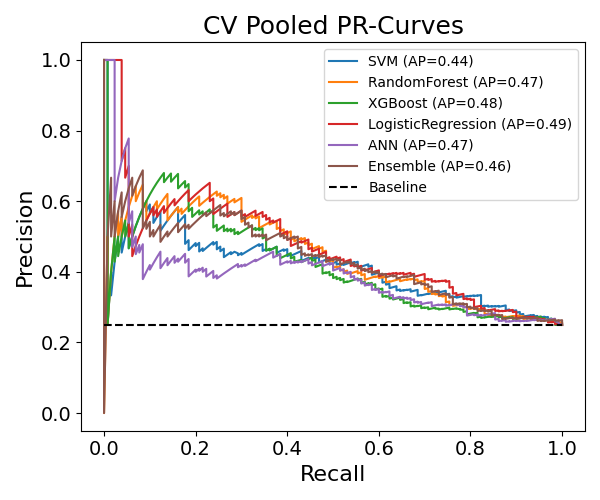 CV Pooled PR-Curves
SVM (AP=0.44)
RandomForest (AP=0.47)
XGBoost (AP=0.48)
LogisticRegression (AP=0.49)
ANN (AP=0.47)
Ensemble (AP=0.46)
Baseline
Precision
1.0
0.8
0.6
0.4
0.2
0.0
0.0 0.2 0.4 0.6 0.8 1.0
Recall